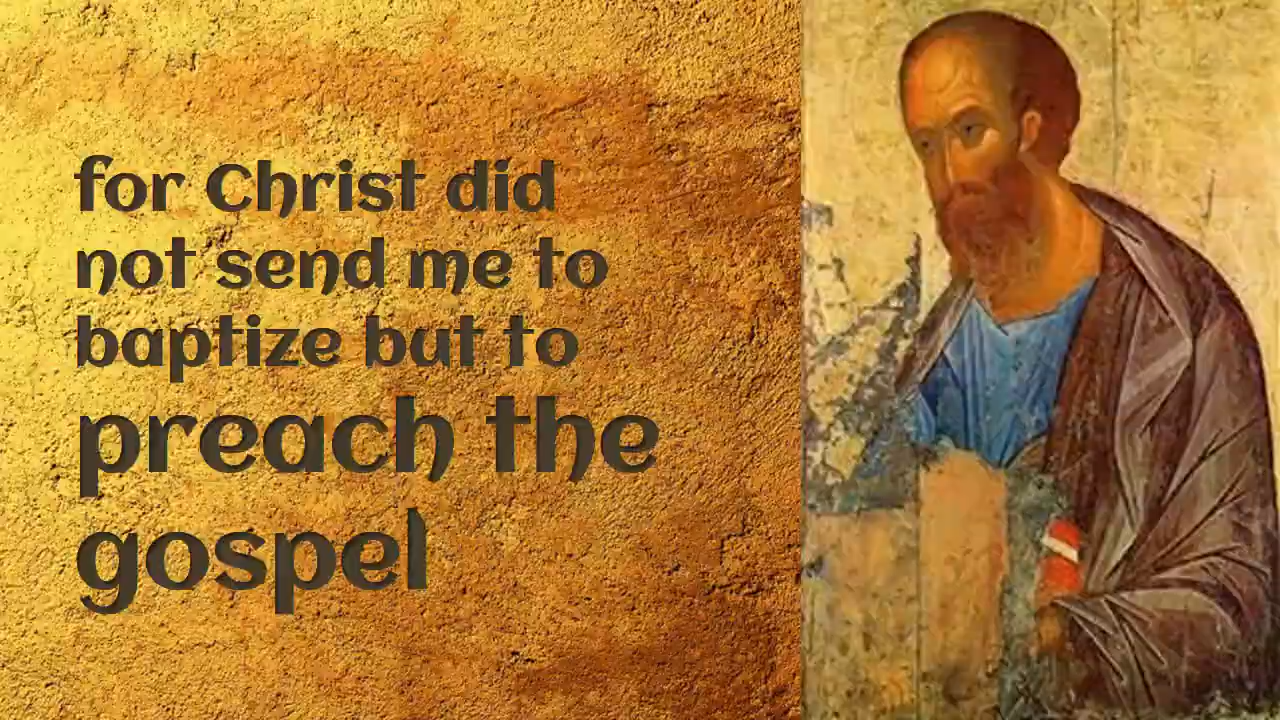 for Christ did
not send me to
baptize but to
preach the
gospel